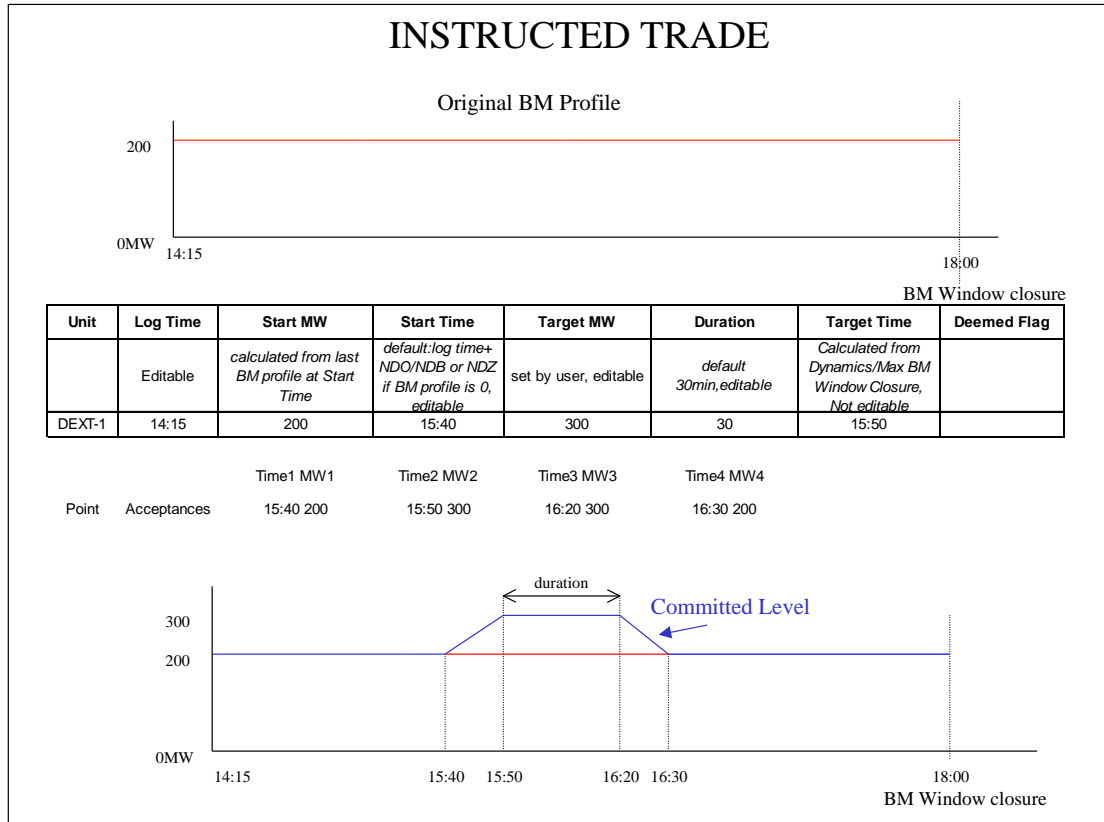 INSTRUCTED TRADE
Original BM Profile
200
0MW
14:15
18:00
BM Window closure
Unit Log Time Start MW Start Time Target MW Duration Target Time Deemed Flag
Editable
calculated from last
BM profile at Start
Time
default:log time+
NDO/NDB or NDZ
if BM profile is 0,
editable
set by user, editable
default
30min,editable
Calculated from
Dynamics/Max BM
Window Closure,
Not editable
DEXT-1 14:15 200 15:40 300 30 15:50
Time1 MW1 Time2 MW2 Time3 MW3 Time4 MW4
Point Acceptances 15:40 200 15:50 300 16:20 300 16:30 200
duration
Committed Level
300
200
0MW
14:15 15:40 15:50 16:20 16:30 18:00
BM Window closure